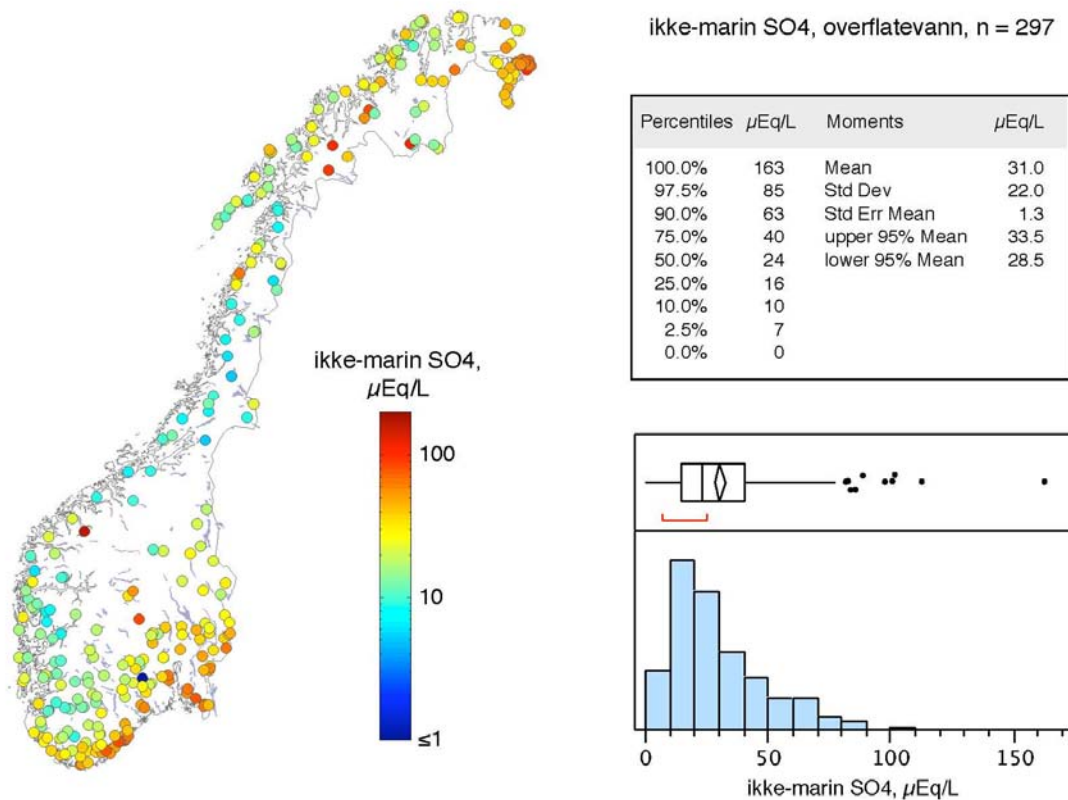 ikke-marin SO4, overflatevann, n = 297
Percentiles µEq/L Moments µEq/L
100.0% 163 Mean 31.0
97.5% 85 Std Dev 22.0
90.0% 63 Std Err Mean 1.3
75.0% 40 upper 95% Mean 33.5
50.0% 24 lower 95% Mean 28.5
25.0% 16
10.0% 10
2.5% 7
0.0% 0
ikke-marin SO4,
µEq/L
100
10
≤1
0 50 100 150
ikke-marin SO4, µEq/L